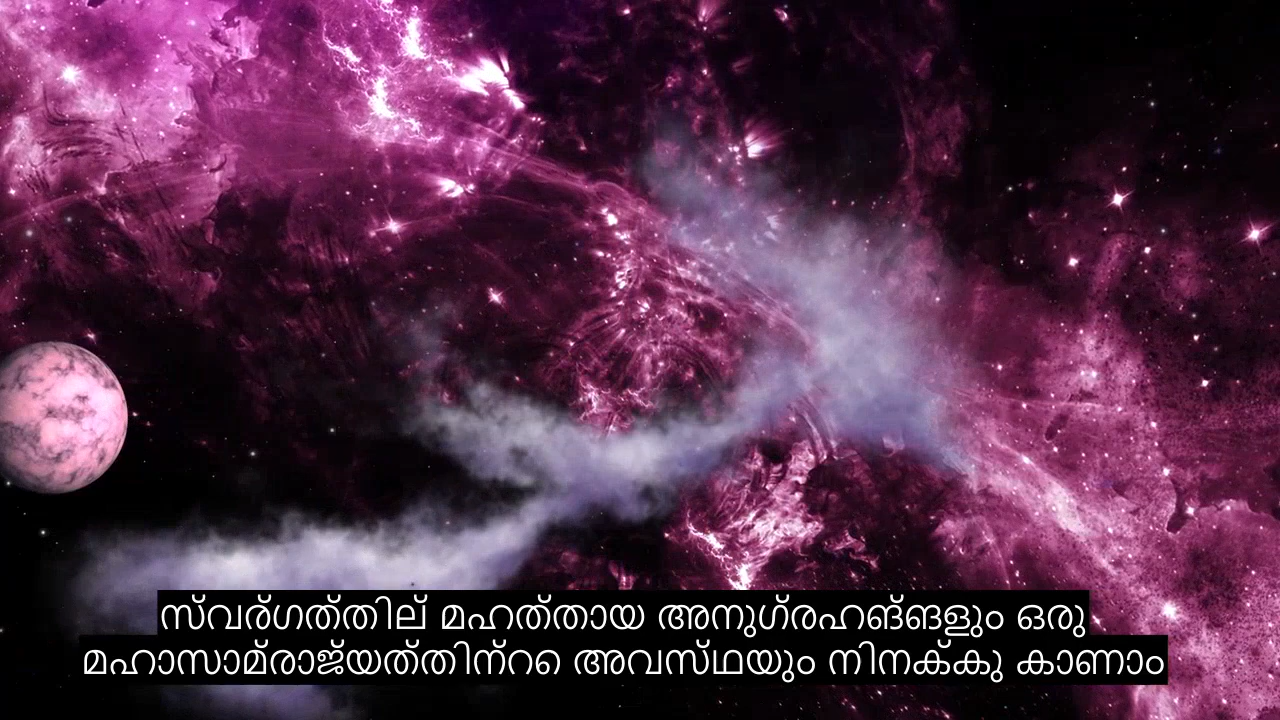 സ്വര്ഗത്തില് മഹത്തായ അനുഗ്രഹങ്ങളും ഒരു
മഹാസാമ്രാജ്യത്തിന്റെ അവസ്ഥയും നിനക്കു കാണാം